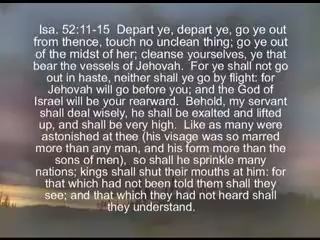 Isa. 52:11-15  Depart ye, depart ye, go ye out
from thence, touch no unclean thing; go ye out
of the midst of her; cleanse yourselves, ye that
bear the vessels of Jehovah.  For ye shall not go
out in haste, neither shall ye go by flight: for
Jehovah will go before you; and the God of
Israel will be your rearward.  Behold, my servant
shall deal wisely, he shall be exalted and lifted
up, and shall be very high.  Like as many were
astonished at thee (his visage was so marred
more than any man, and his form more than the
sons of men),  so shall he sprinkle many
nations; kings shall shut their mouths at him: for
that which had not been told them shall they
see; and that which they had not heard shall
they understand.